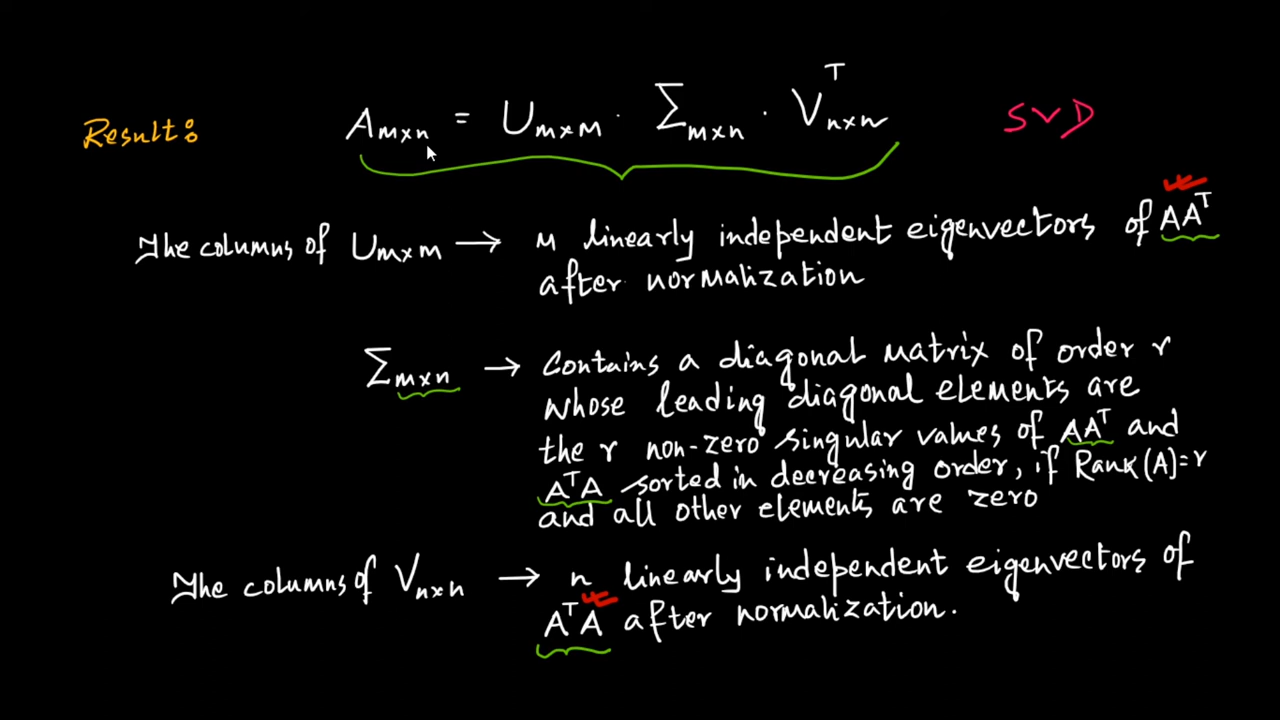 Result: A_{m×n} = U_{m×m} · Σ_{m×n} · V^T_{n×n} SVD
The columns of U_{m×m} → m linearly independent eigenvectors of AA^T
after normalization
Σ_{m×n} → Contains a diagonal matrix of order r
whose leading diagonal elements are
the r non-zero singular values of AA^T and
A^TA sorted in decreasing order, if Rank(A)=r
and all other elements are zero
The columns of V_{n×n} → n linearly independent eigenvectors of
A^TA after normalization.